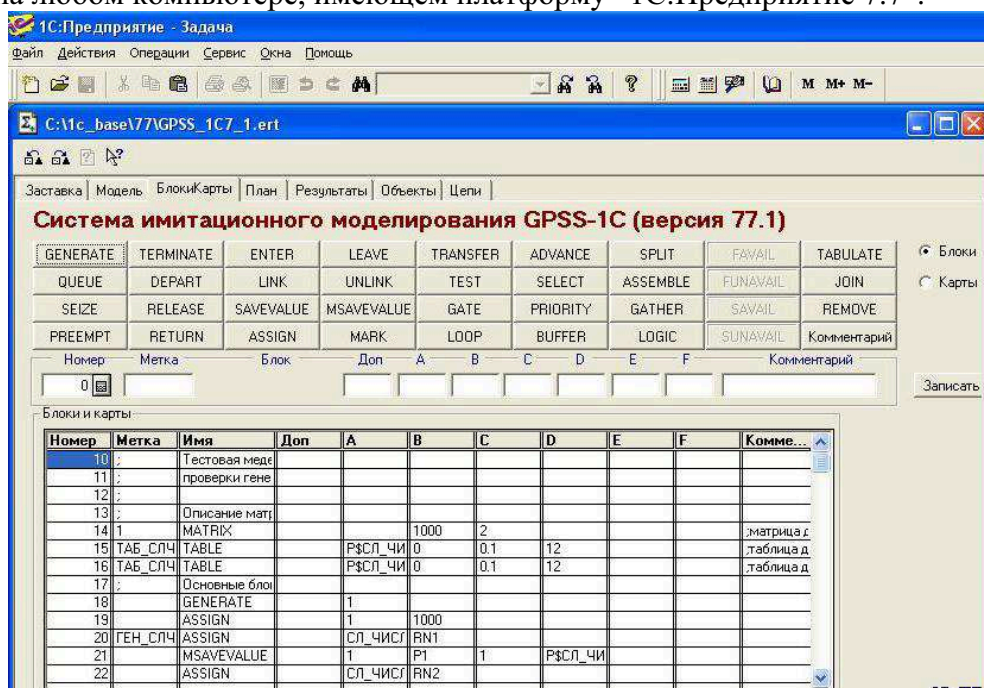 на любом компьютере, имеющем платформу "1С:Предприятие 7.7".
1С:Предприятие - Задача
Файл Действия Операции Сервис Окна Помощь
M M+ M-
C:\1c_base\77\GPSS_1C7_1.ert
Заставка Модель БлокиКарты План Результаты Объекты Цепи
Система имитационного моделирования GPSS-1C (версия 77.1)
GENERATE TERMINATE ENTER LEAVE TRANSFER ADVANCE SPLIT FAVAIL TABULATE Блоки
QUEUE DEPART LINK UNLINK TEST SELECT ASSEMBLE FUNAVAIL JOIN Карты
SEIZE RELEASE SAVEVALUE MSAVEVALUE GATE PRIORITY GATHER SAVAIL REMOVE
PREEMPT RETURN ASSIGN MARK LOOP BUFFER LOGIC SUNAVAIL Комментарий
Номер Метка Блок Доп A B C D E F Комментарий
0 Записать
Блоки и карты
Номер Метка Имя Доп A B C D E F Комме...
10 ; Тестовая моде
11 ; проверки гене
12 ;
13 ; Описание матр
14 1 MATRIX 1000 2 ;матрица д
15 ТАБ_СЛЧ TABLE P$СЛ_ЧИ 0 0.1 12 ;таблица д
16 ТАБ_СЛЧ TABLE P$СЛ_ЧИ 0 0.1 12 ;таблица д
17 ; Основные блок
18 GENERATE 1
19 ASSIGN 1 1000
20 ГЕН_СЛЧ ASSIGN СЛ_ЧИСЛ RN1
21 MSAVEVALUE 1 P1 1 P$СЛ_ЧИ
22 ASSIGN СЛ_ЧИСЛ RN2